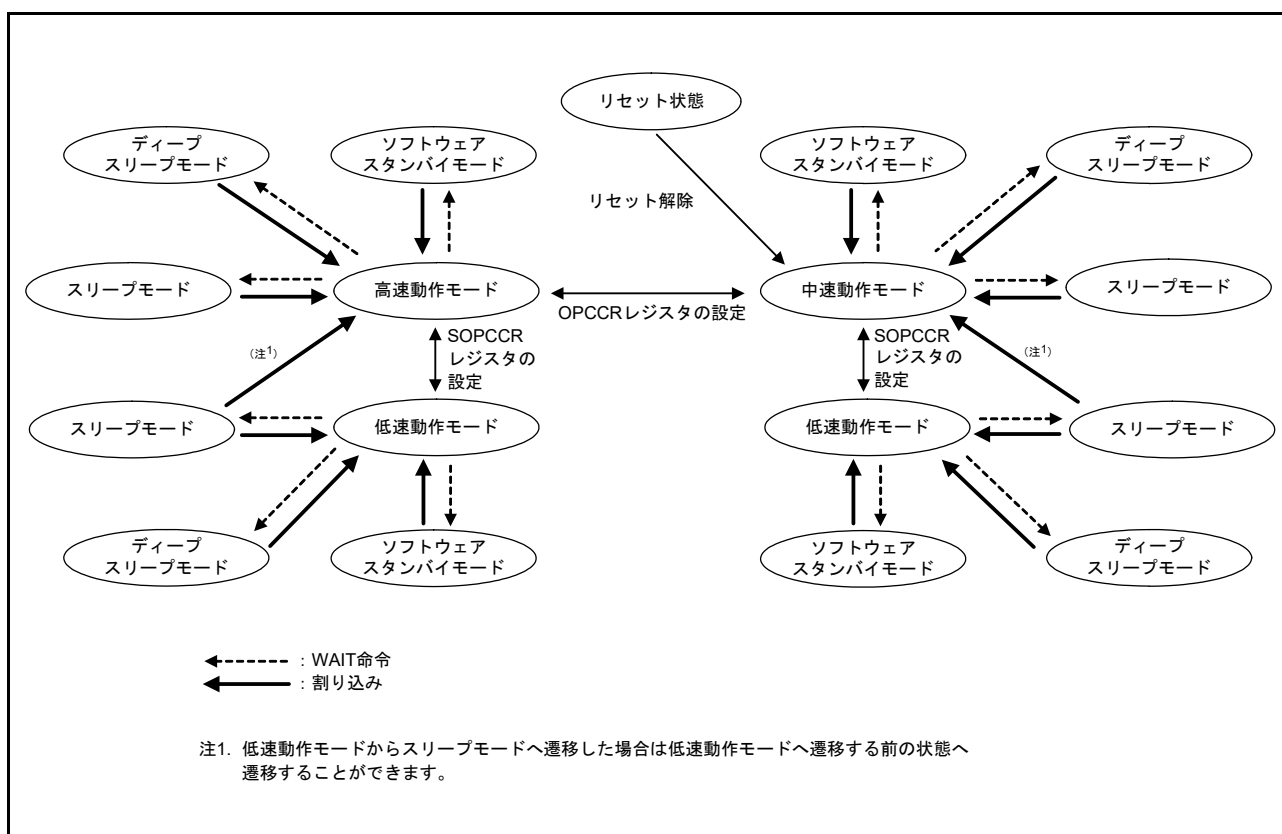 リセット状態
ディープ
スリープモード
ソフトウェア
スタンバイモード
ソフトウェア
スタンバイモード
ディープ
スリープモード
リセット解除
スリープモード
高速動作モード
OPCCRレジスタの設定
中速動作モード
スリープモード
(注1)
SOPCCR
レジスタの
設定
SOPCCR
レジスタの
設定
(注1)
スリープモード
低速動作モード
低速動作モード
スリープモード
ディープ
スリープモード
ソフトウェア
スタンバイモード
ソフトウェア
スタンバイモード
ディープ
スリープモード
: WAIT命令
: 割り込み
注1. 低速動作モードからスリープモードへ遷移した場合は低速動作モードへ遷移する前の状態へ
遷移することができます。